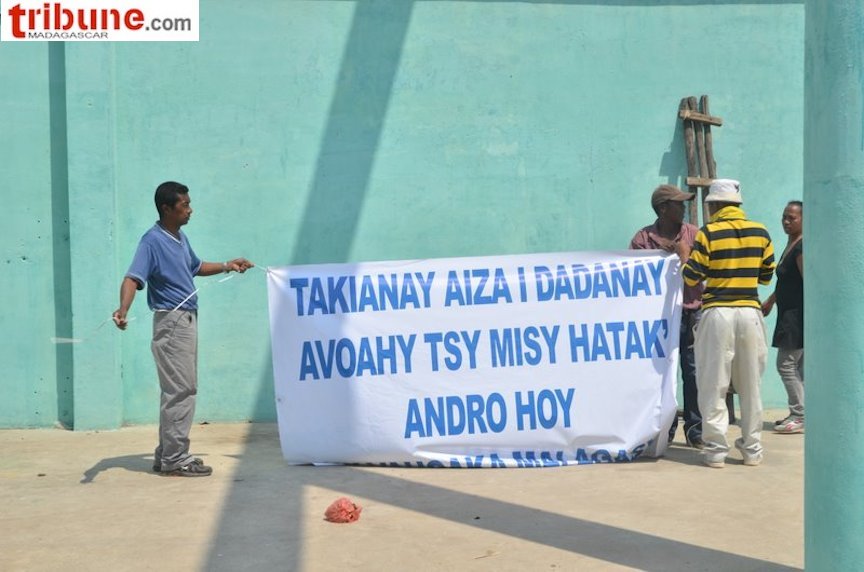 tribune.com
MADAGASCAR
TAKIANAY AIZA I DADANAY
AVOAHY TSY MISY HATAK'
ANDRO HOY